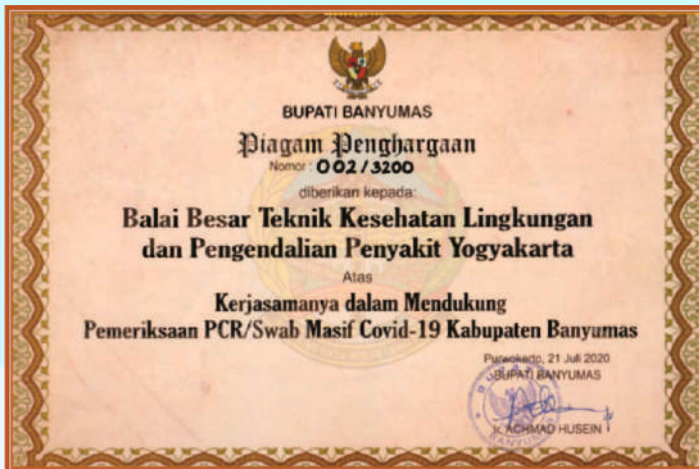 BUPATI BANYUMAS
Piagam Penghargaan
Nomor : 002/3200
diberikan kepada:
Balai Besar Teknik Kesehatan Lingkungan
dan Pengendalian Penyakit Yogyakarta
Atas
Kerjasamanya dalam Mendukung
Pemeriksaan PCR/Swab Masif Covid-19 Kabupaten Banyumas
Purwokerto, 21 Juli 2020
BUPATI BANYUMAS
Ir. ACHMAD HUSEIN